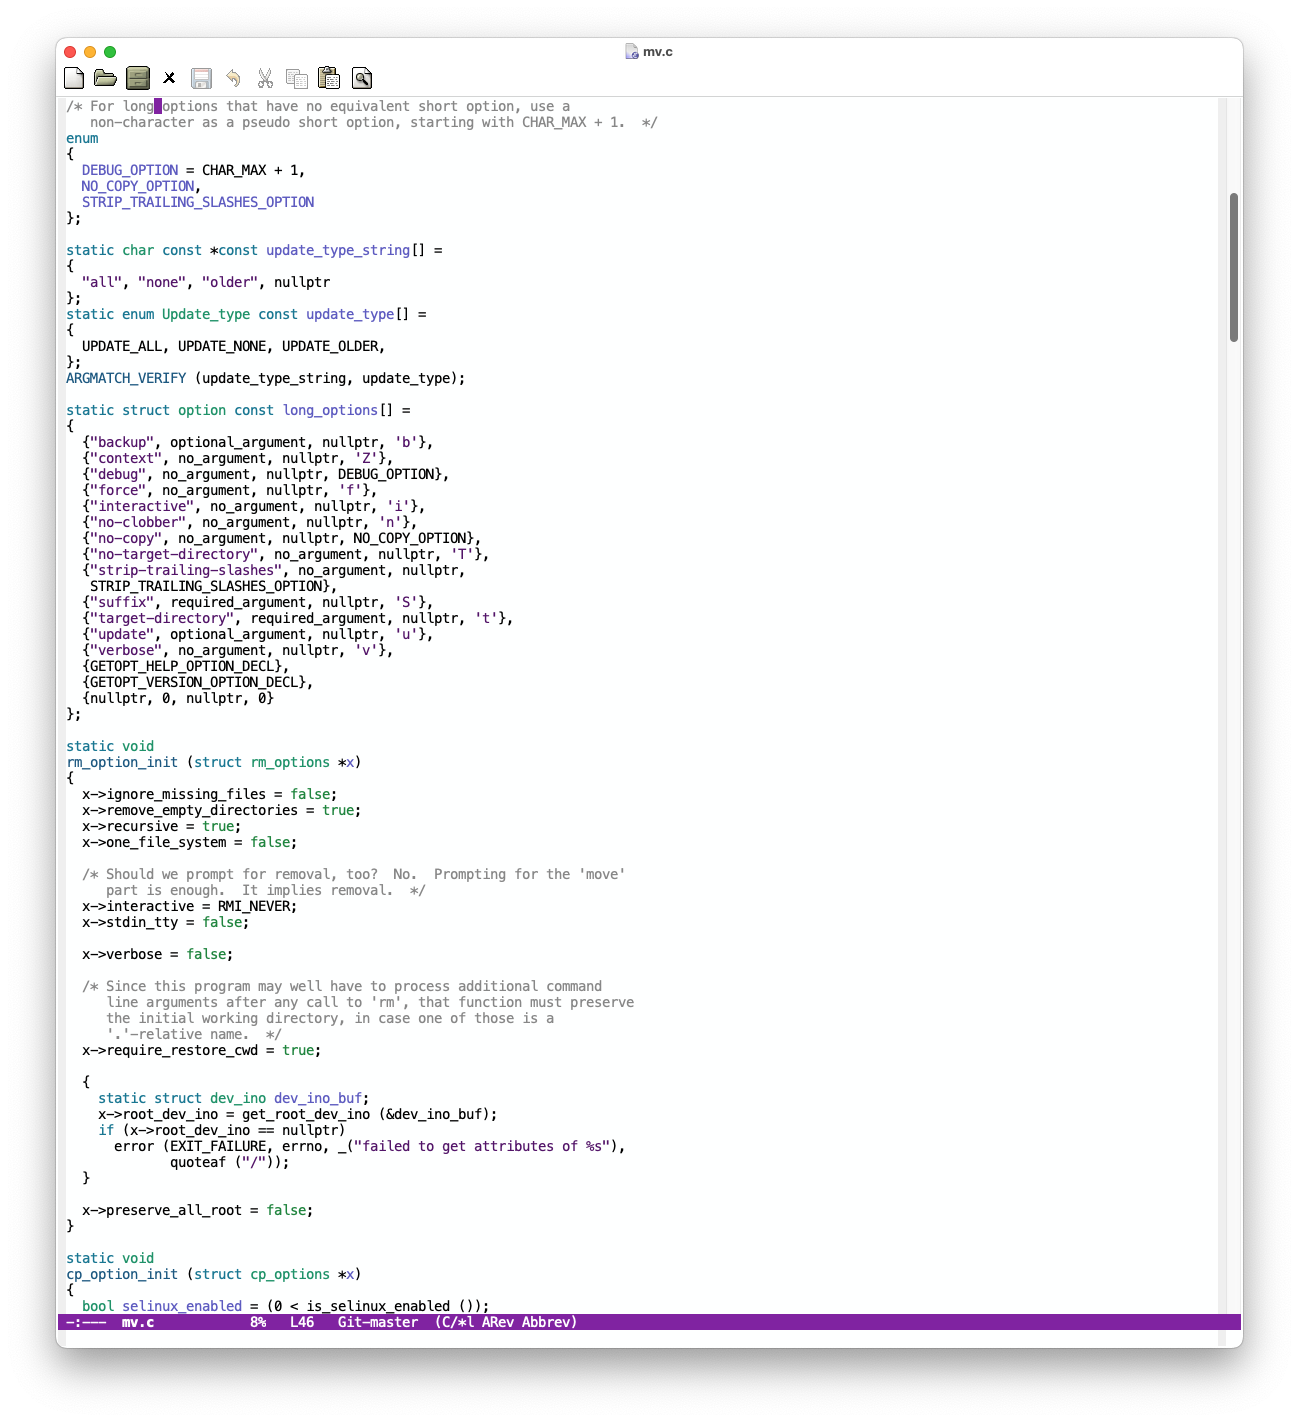 mv.c
/* For long options that have no equivalent short option, use a
   non-character as a pseudo short option, starting with CHAR_MAX + 1.  */
enum
{
  DEBUG_OPTION = CHAR_MAX + 1,
  NO_COPY_OPTION,
  STRIP_TRAILING_SLASHES_OPTION
};

static char const *const update_type_string[] =
{
  "all", "none", "older", nullptr
};
static enum Update_type const update_type[] =
{
  UPDATE_ALL, UPDATE_NONE, UPDATE_OLDER,
};
ARGMATCH_VERIFY (update_type_string, update_type);

static struct option const long_options[] =
{
  {"backup", optional_argument, nullptr, 'b'},
  {"context", no_argument, nullptr, 'Z'},
  {"debug", no_argument, nullptr, DEBUG_OPTION},
  {"force", no_argument, nullptr, 'f'},
  {"interactive", no_argument, nullptr, 'i'},
  {"no-clobber", no_argument, nullptr, 'n'},
  {"no-copy", no_argument, nullptr, NO_COPY_OPTION},
  {"no-target-directory", no_argument, nullptr, 'T'},
  {"strip-trailing-slashes", no_argument, nullptr,
   STRIP_TRAILING_SLASHES_OPTION},
  {"suffix", required_argument, nullptr, 'S'},
  {"target-directory", required_argument, nullptr, 't'},
  {"update", optional_argument, nullptr, 'u'},
  {"verbose", no_argument, nullptr, 'v'},
  {GETOPT_HELP_OPTION_DECL},
  {GETOPT_VERSION_OPTION_DECL},
  {nullptr, 0, nullptr, 0}
};

static void
rm_option_init (struct rm_options *x)
{
  x->ignore_missing_files = false;
  x->remove_empty_directories = true;
  x->recursive = true;
  x->one_file_system = false;

  /* Should we prompt for removal, too?  No.  Prompting for the 'move'
     part is enough.  It implies removal.  */
  x->interactive = RMI_NEVER;
  x->stdin_tty = false;

  x->verbose = false;

  /* Since this program may well have to process additional command
     line arguments after any call to 'rm', that function must preserve
     the initial working directory, in case one of those is a
     '.'-relative name.  */
  x->require_restore_cwd = true;

  {
    static struct dev_ino dev_ino_buf;
    x->root_dev_ino = get_root_dev_ino (&dev_ino_buf);
    if (x->root_dev_ino == nullptr)
      error (EXIT_FAILURE, errno, _("failed to get attributes of %s"),
             quoteaf ("/"));
  }

  x->preserve_all_root = false;
}

static void
cp_option_init (struct cp_options *x)
{
  bool selinux_enabled = (0 < is_selinux_enabled ());
-:---  mv.c            8%   L46   Git-master  (C/*l ARev Abbrev)